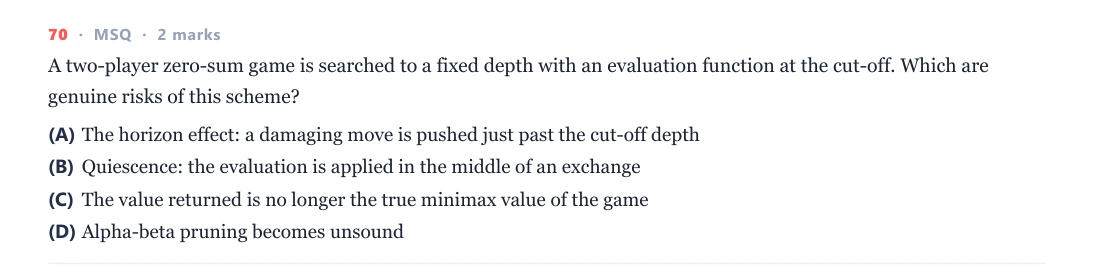 70 · MSQ · 2 marks
A two-player zero-sum game is searched to a fixed depth with an evaluation function at the cut-off. Which are
genuine risks of this scheme?
(A) The horizon effect: a damaging move is pushed just past the cut-off depth
(B) Quiescence: the evaluation is applied in the middle of an exchange
(C) The value returned is no longer the true minimax value of the game
(D) Alpha-beta pruning becomes unsound